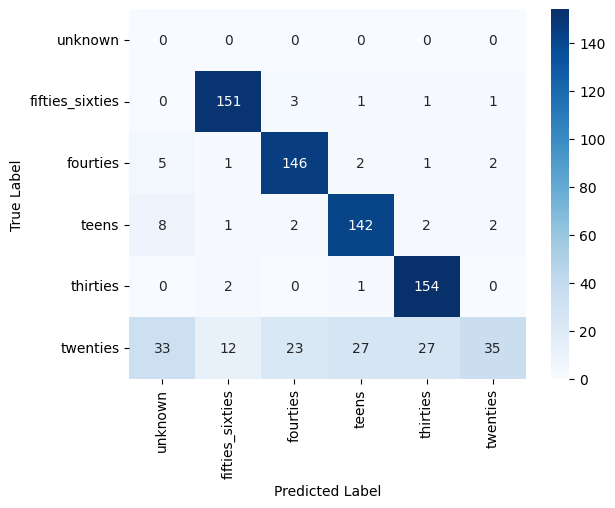 unknown 0 0 0 0 0 0
fifties_sixties 0 151 3 1 1 1
fourties 5 1 146 2 1 2
teens 8 1 2 142 2 2
thirties 0 2 0 1 154 0
twenties 33 12 23 27 27 35
unknown fifties_sixties fourties teens thirties twenties
Predicted Label
True Label
140
120
100
80
60
40
20
0